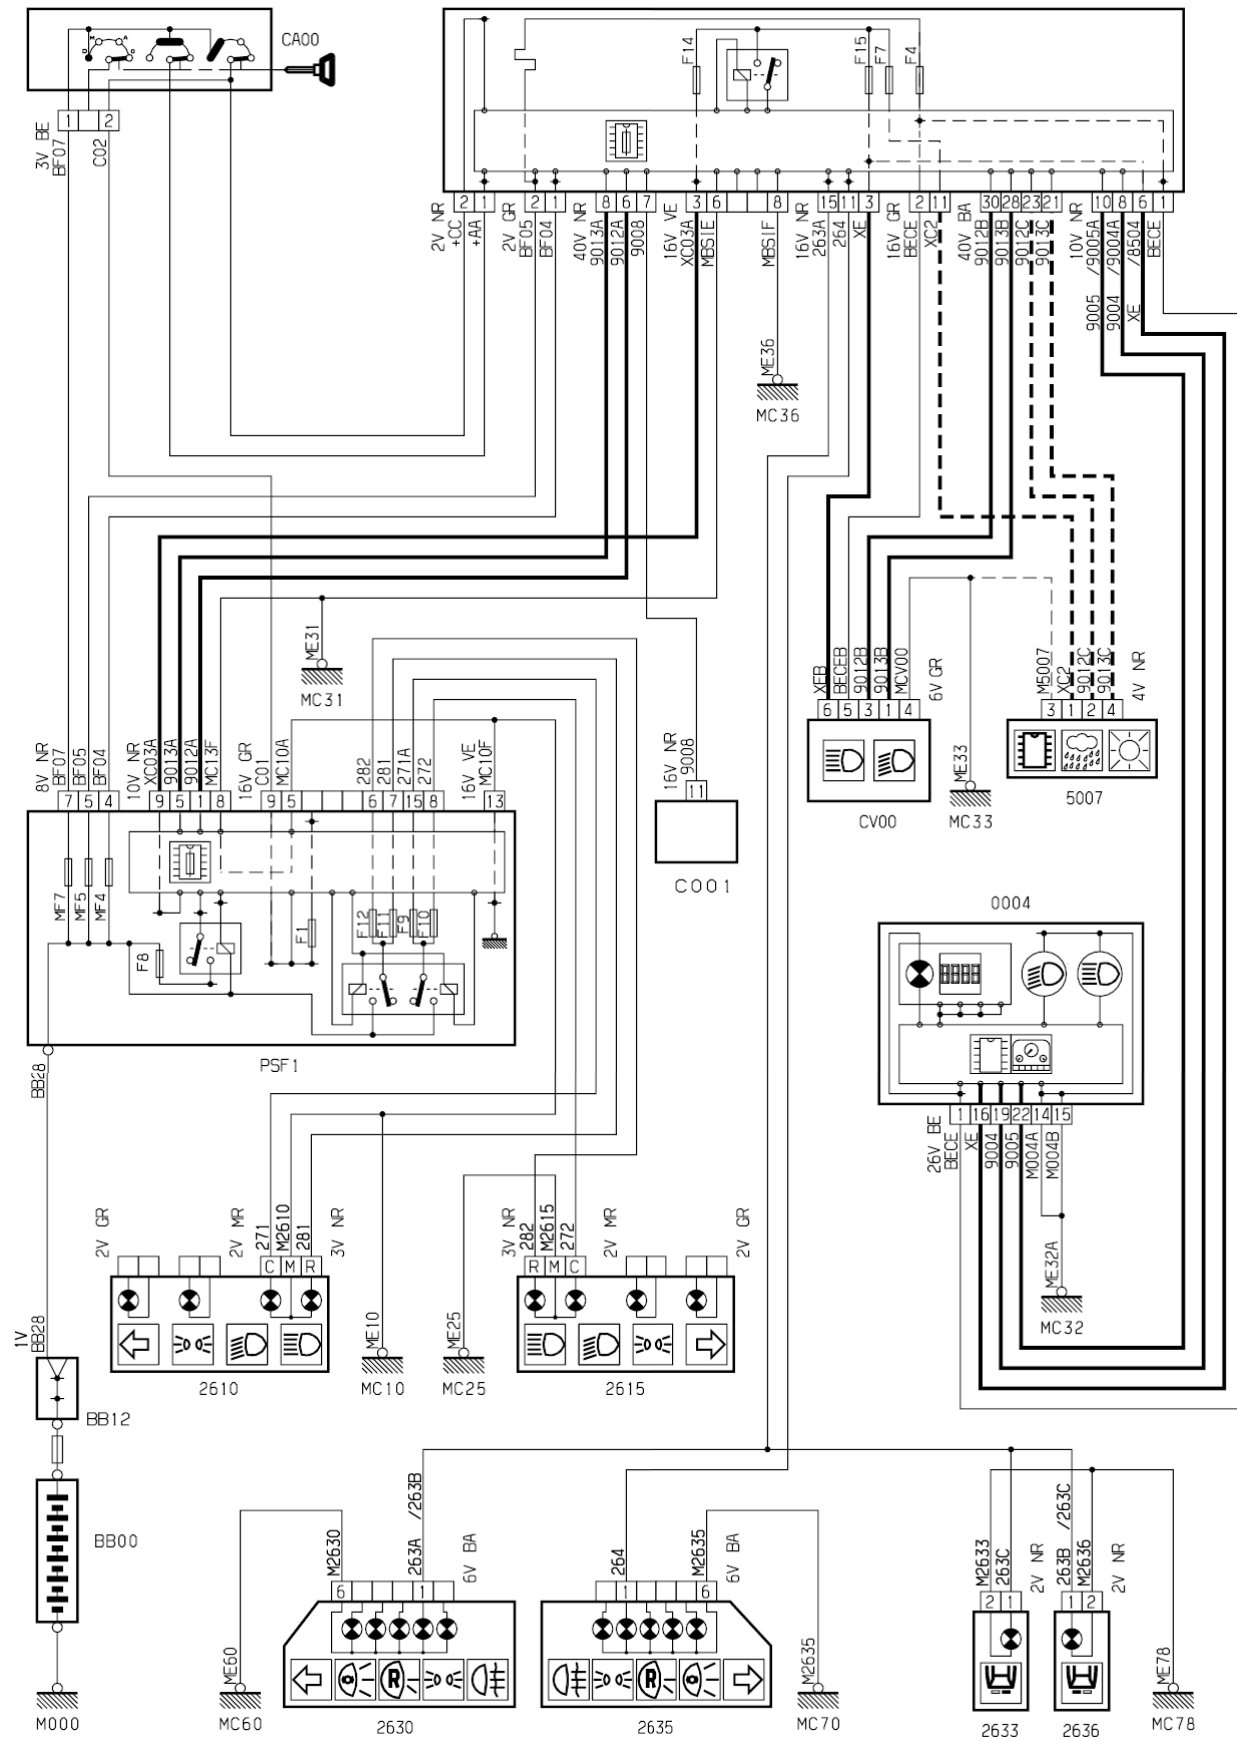 CA00
1 2
3V BE
BF07
C02
F14
F15
F7
F4
2 1
2 1
8 6 7
3 6 8
15 11 3
2 11
30 28 23 21
10 8 6 1
2V NR
+CC
+AA
2V GR
BF05
BF04
40V NR
9013A
9012A
9008
16V VE
XC03A
MBSIE
MBSIF
16V NR
263A
264
XE
16V GR
BECE
XC2
40V BA
9012B
9013B
9012C
9013C
10V NR
9005 /9005A
9004 /9004A
XE /8504
BECE
ME36
MC36
ME31
MC31
8V NR
BF07
BF05
BF04
10V NR
XC03A
9013A
9012A
MC13F
16V GR
C01
MC10A
282
281
271A
272
16V VE
MC10F
7 5 4
9 5 1 8
9 5 6 7 15 8
13
MF7
MF5
MF4
F8
F1
F12
F11
F9
F10
PSF1
BB28
16V NR
9008
11
C001
XEB
BECEB
9012B
9013B
MCV00
6V GR
6 5 3 1 4
CV00
ME33
MC33
M5007
XC2
9012C
9013C
4V NR
3 1 2 4
5007
0004
1 16 19 22 14 15
26V BE
BECE
XE
9004
9005
M004A
M004B
ME32A
MC32
2V GR
2V MR
271
M2610
281
3V NR
C M R
2610
ME10
MC10
ME25
MC25
3V NR
282
M2615
272
2V MR
2V GR
R M C
2615
1V
BB28
BB12
BB00
M000
ME60
MC60
M2630
263A /263B
6V BA
6 1
R
2630
264
M2635
6V BA
1 6
R
2635
M2635
MC70
M2633
263C
2V NR
2 1
2633
263B /263C
M2636
2V NR
1 2
2636
ME78
MC78